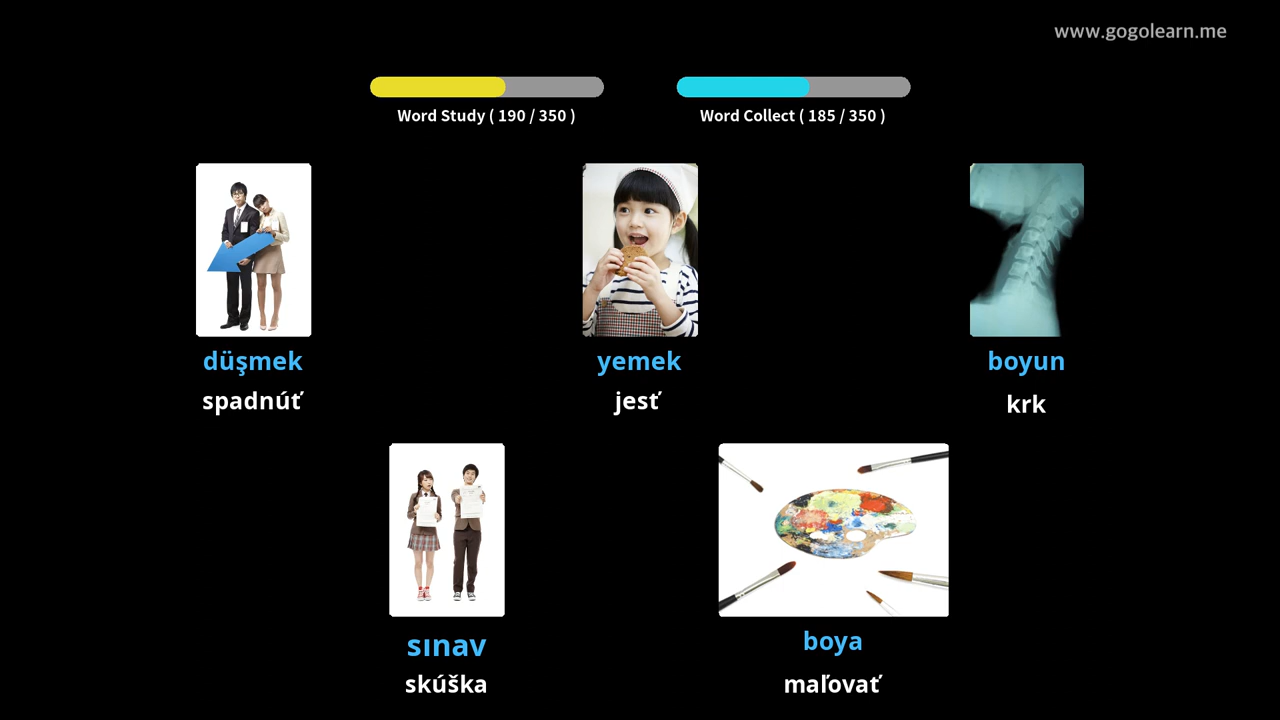 www.gogolearn.me
Word Study ( 190 / 350 )
Word Collect ( 185 / 350 )
düşmek
spadnúť
yemek
jesť
boyun
krk
sınav
skúška
boya
maľovať